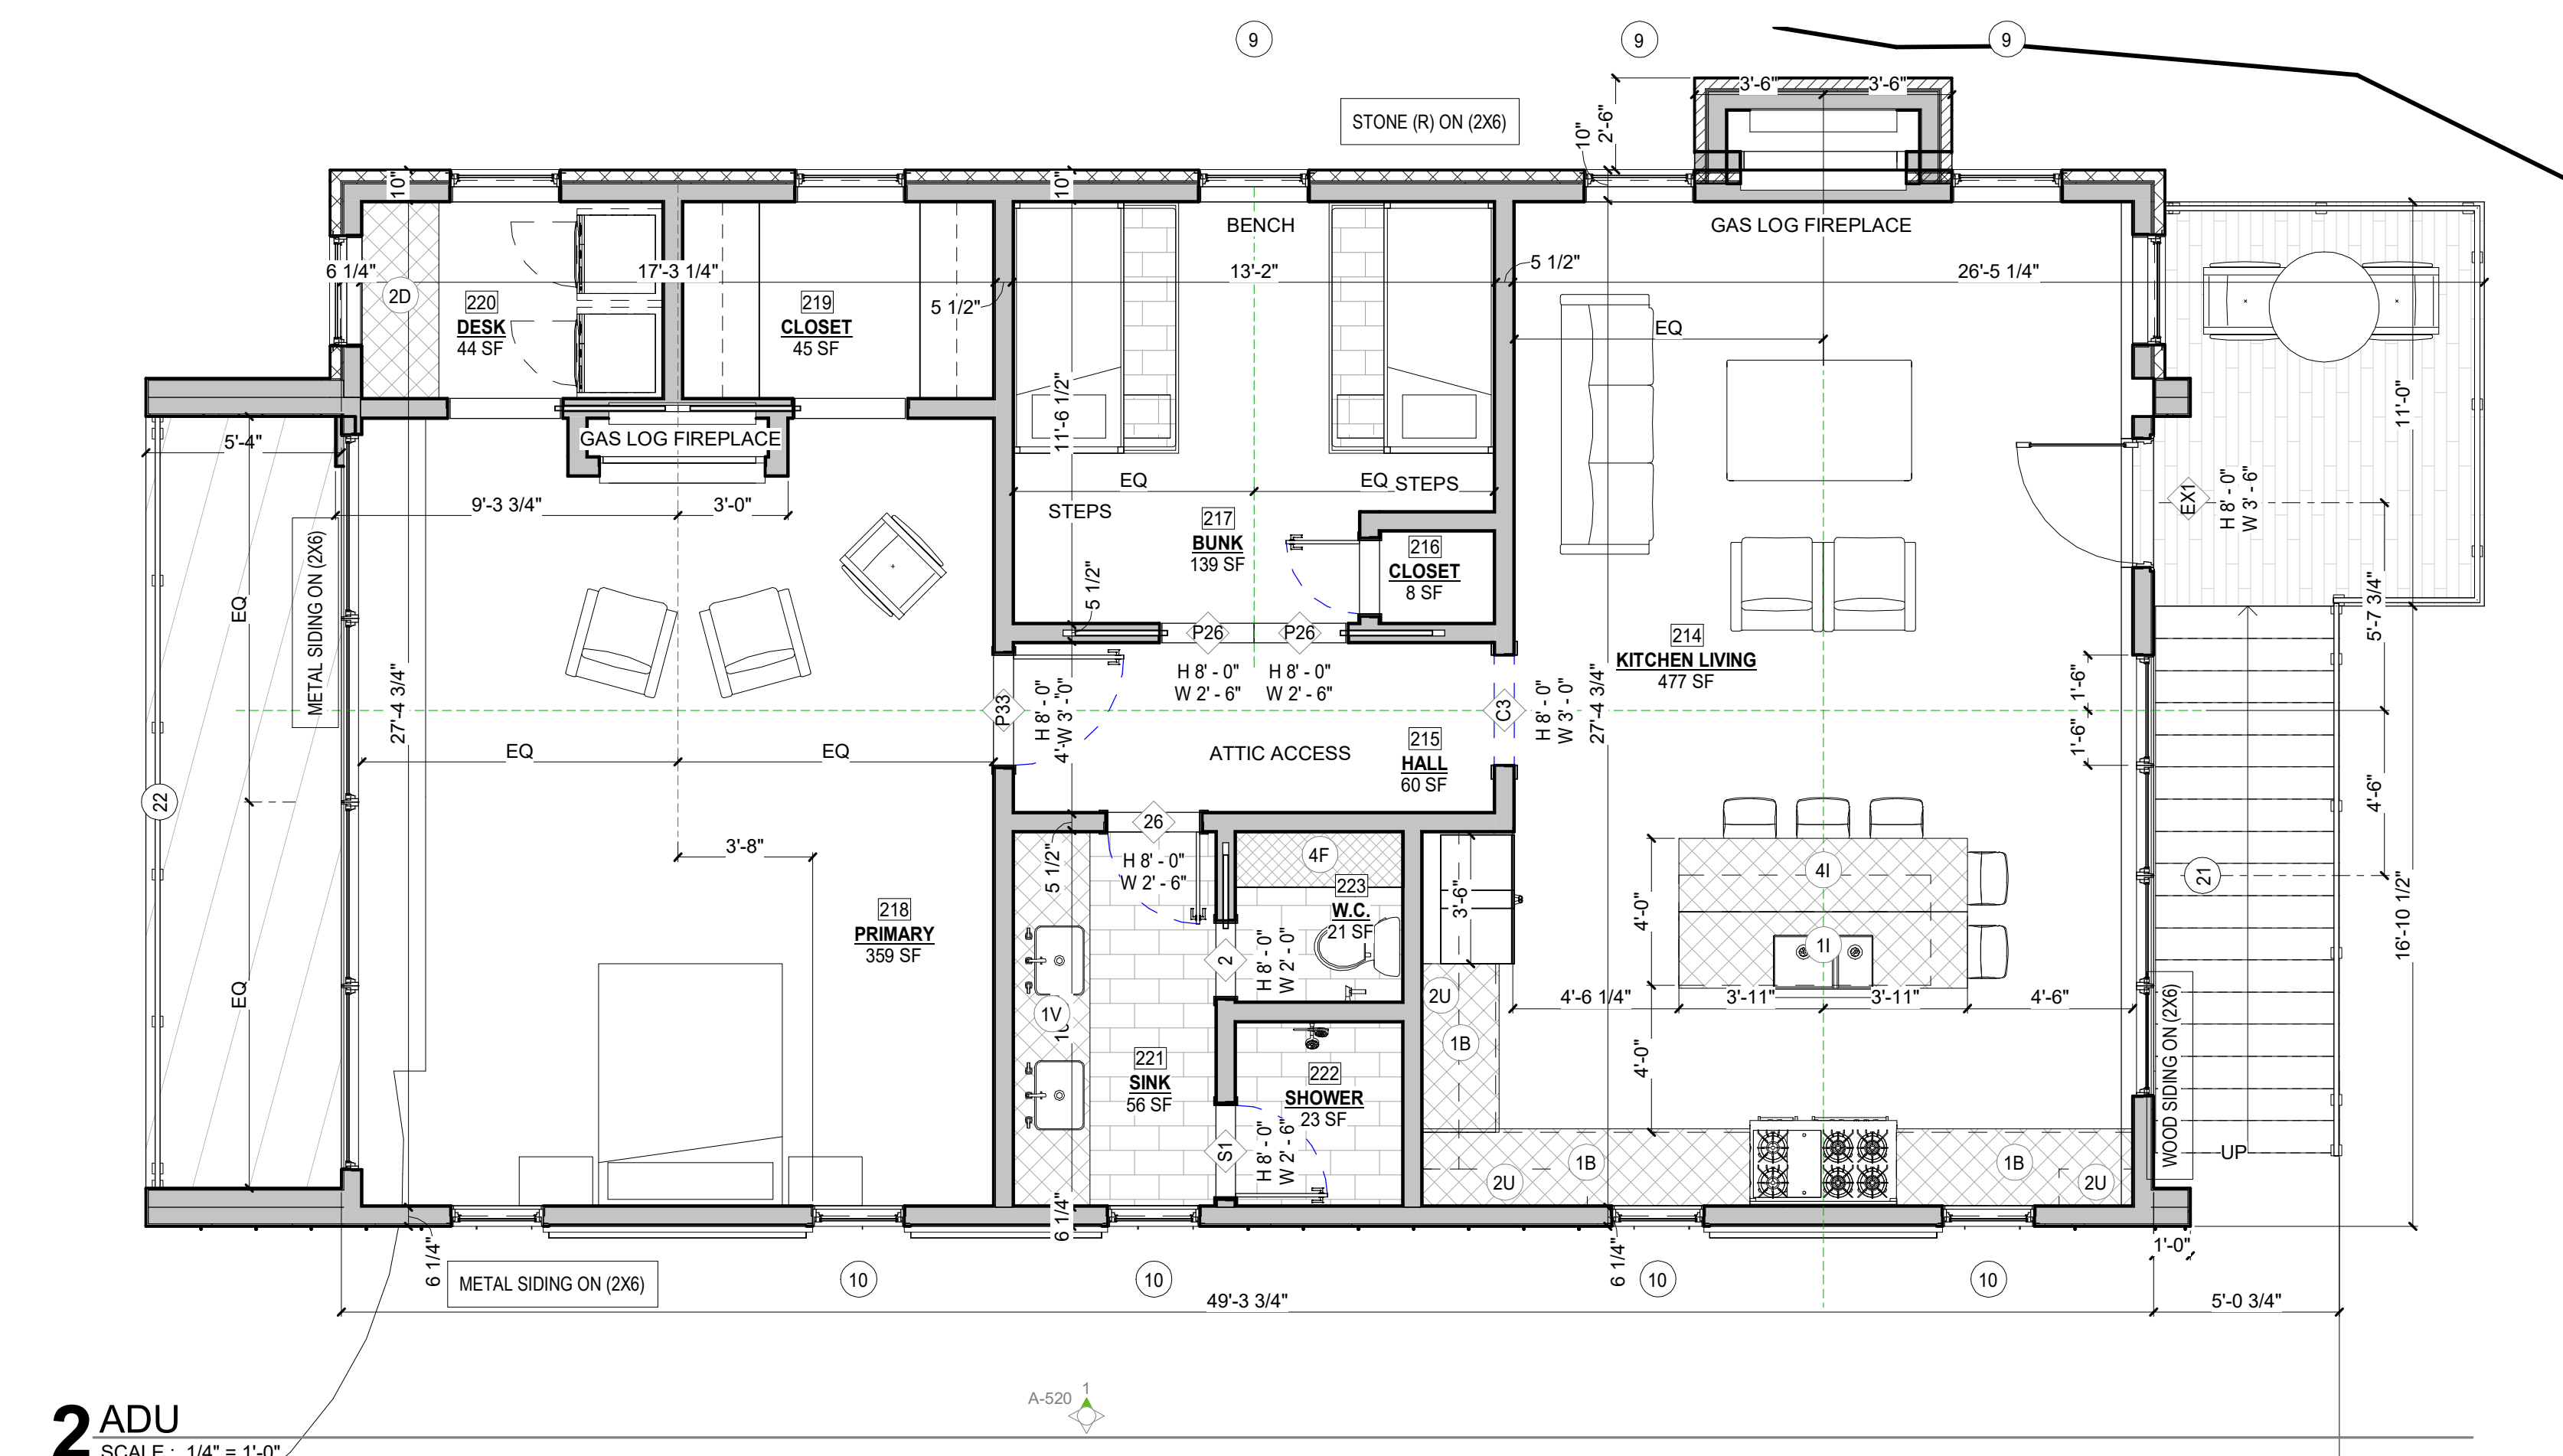 9
9
9
3'-6"
3'-6"
STONE (R) ON (2X6)
10"
2'-6"
10"
10"
BENCH
GAS LOG FIREPLACE
6 1/4"
17'-3 1/4"
13'-2"
5 1/2"
26'-5 1/4"
2D
220
DESK
44 SF
219
CLOSET
45 SF
5 1/2"
EQ
11'-6 1/2"
11'-0"
5'-4"
GAS LOG FIREPLACE
9'-3 3/4"
3'-0"
EQ
EQ
STEPS
STEPS
217
BUNK
139 SF
216
CLOSET
8 SF
EX1
H 8' - 0"
W 3' - 6"
METAL SIDING ON (2X6)
EQ
5 1/2"
P26
P26
H 8' - 0"
W 2' - 6"
H 8' - 0"
W 2' - 6"
214
KITCHEN LIVING
477 SF
5'-7 3/4"
1'-6"
1'-6"
27'-4 3/4"
P33
H 8' - 0"
W 3' - 0"
C3
H 8' - 0"
W 3' - 0"
27'-4 3/4"
EQ
EQ
ATTIC ACCESS
215
HALL
60 SF
22
4'-6"
26
H 8' - 0"
W 2' - 6"
3'-8"
5 1/2"
4F
223
W.C.
21 SF
3'-6"
4'-0"
4I
1I
21
16'-10 1/2"
218
PRIMARY
359 SF
2
H 8' - 0"
W 2' - 0"
EQ
1V
2U
4'-6 1/4"
3'-11"
3'-11"
4'-6"
1B
4'-0"
221
SINK
56 SF
222
SHOWER
23 SF
S1
H 8' - 0"
W 2' - 6"
WOOD SIDING ON (2X6)
UP
2U
1B
1B
2U
6 1/4"
6 1/4"
6 1/4"
1'-0"
METAL SIDING ON (2X6)
10
10
10
10
49'-3 3/4"
5'-0 3/4"
A-520
1
2
ADU
SCALE : 1/4" = 1'-0"